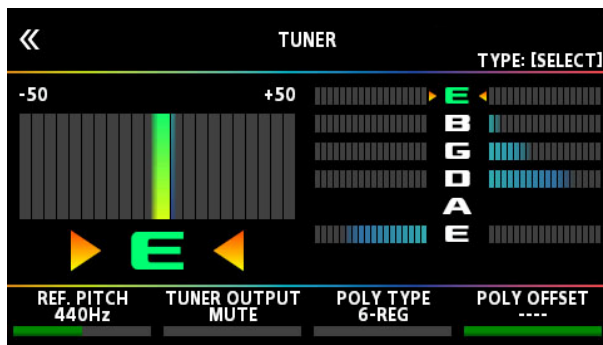 TUNER
TYPE: [SELECT]
-50 +50
E
B
G
D
A
E
E
REF. PITCH TUNER OUTPUT POLY TYPE POLY OFFSET
440Hz MUTE 6-REG ----